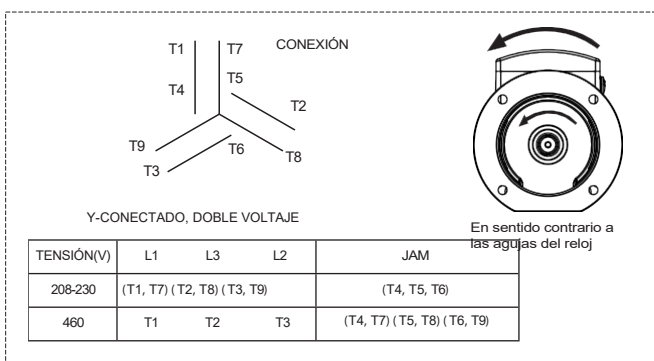 T1 T7 CONEXIÓN
T4 T5
T2
T9 T6 T8
T3
Y-CONECTADO, DOBLE VOLTAJE
En sentido contrario a
las agujas del reloj
TENSIÓN(V) L1 L3 L2 JAM
208-230 (T1, T7) (T2, T8) (T3, T9) (T4, T5, T6)
460 T1 T2 T3 (T4, T7) (T5, T8) (T6, T9)